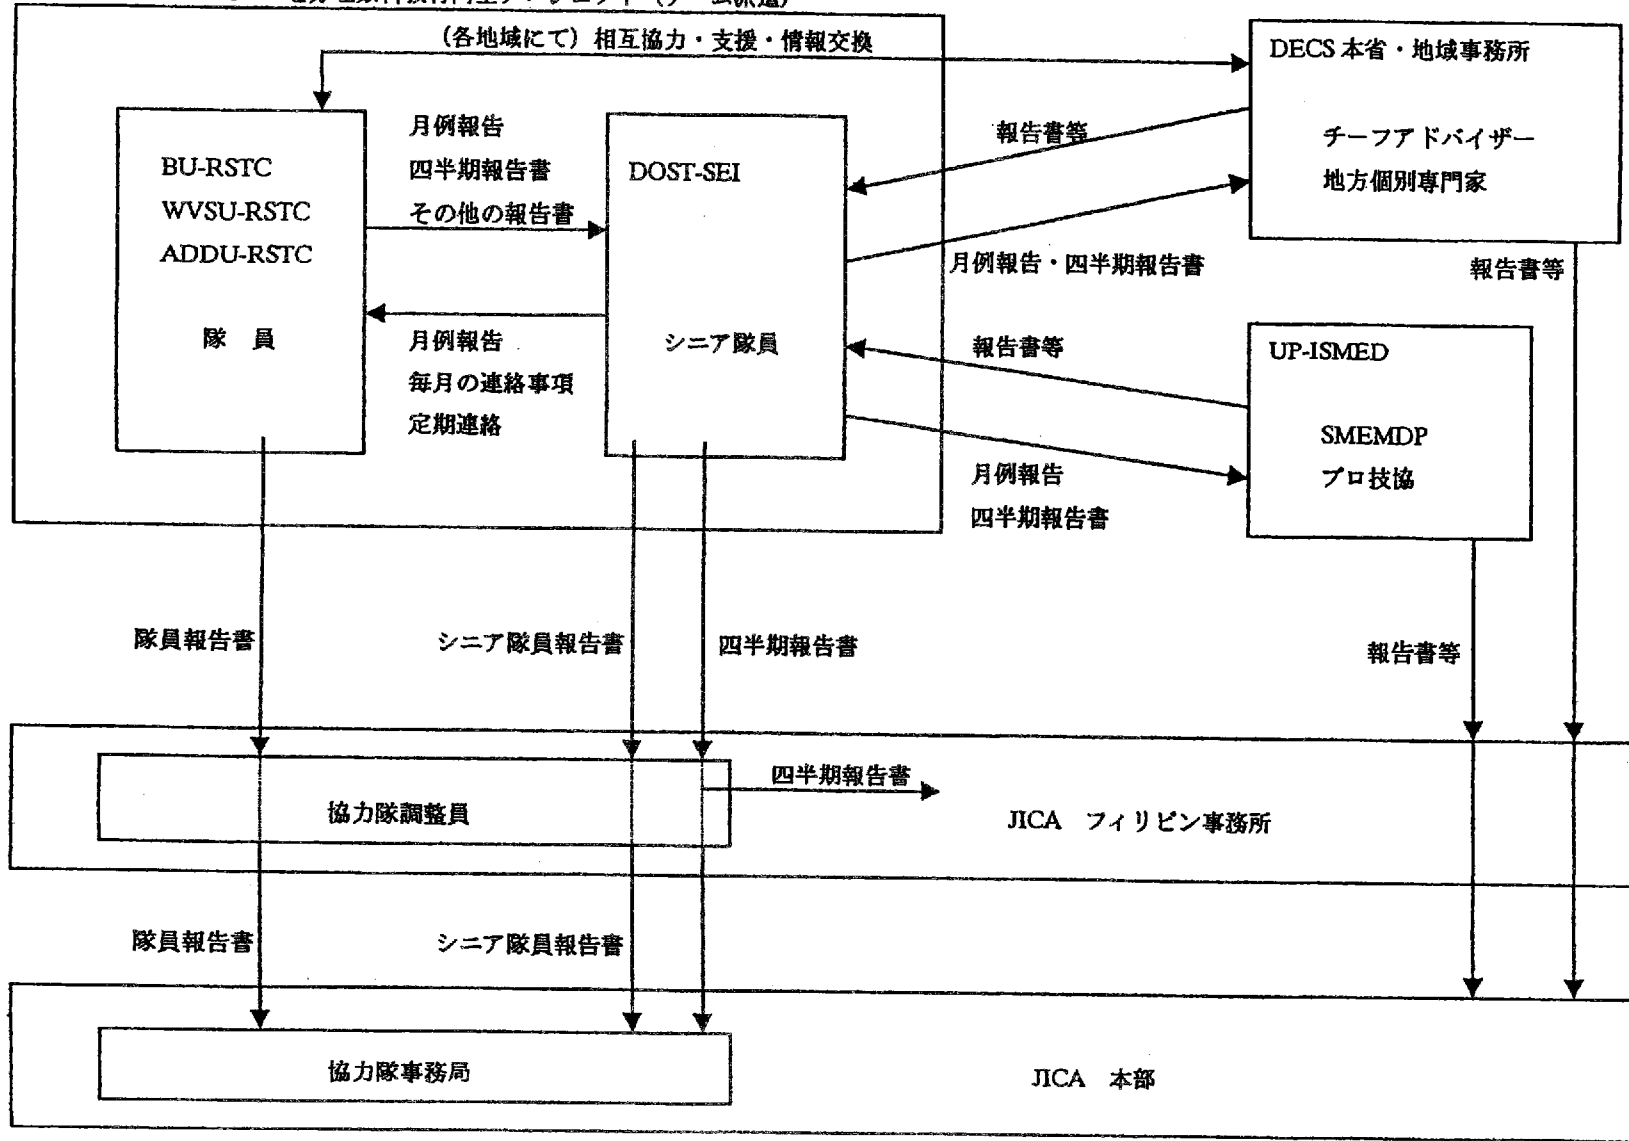 (各地域にて) 相互協力・支援・情報交換
DECS 本省・地域事務所
チーフアドバイザー
地方個別専門家
月例報告
四半期報告書
その他の報告書
BU-RSTC
WVSU-RSTC
ADDU-RSTC
隊 員
DOST-SEI
シニア隊員
報告書等
月例報告・四半期報告書
報告書等
月例報告
毎月の連絡事項
定期連絡
報告書等
UP-ISMED
SMEMDP
プロ技協
月例報告
四半期報告書
隊員報告書
シニア隊員報告書
四半期報告書
報告書等
協力隊調整員
四半期報告書
JICA フィリピン事務所
隊員報告書
シニア隊員報告書
協力隊事務局
JICA 本部